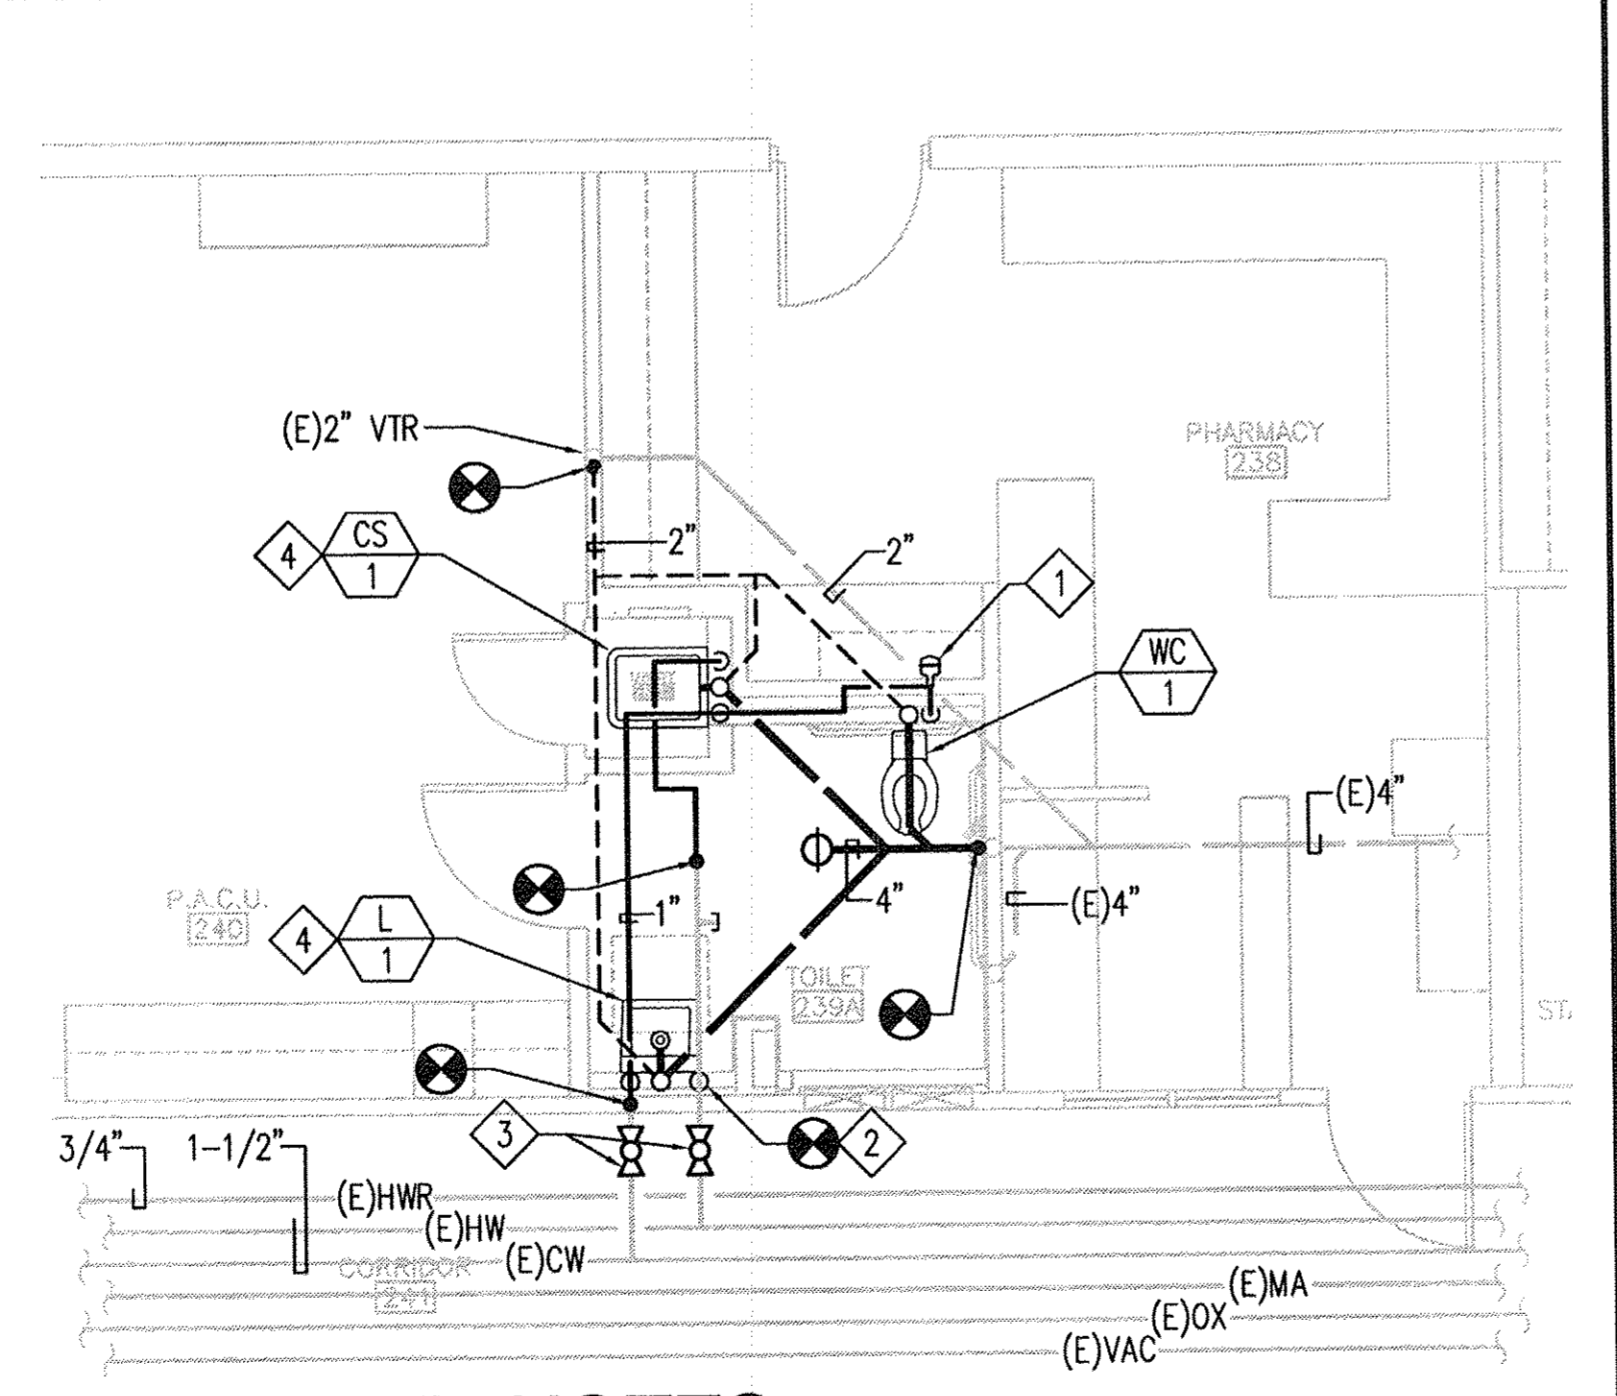 (E)2" VTR
PHARMACY
238
CS
4
1
2"
2"
1
WC
1
(E)4"
P.A.C.U.
240
L
4
1
1"
4"
(E)4"
TOILET
239A
3/4"
1-1/2"
3
2
(E)HWR
(E)HW
(E)CW
CORRIDOR
241
(E)MA
(E)OX
(E)VAC